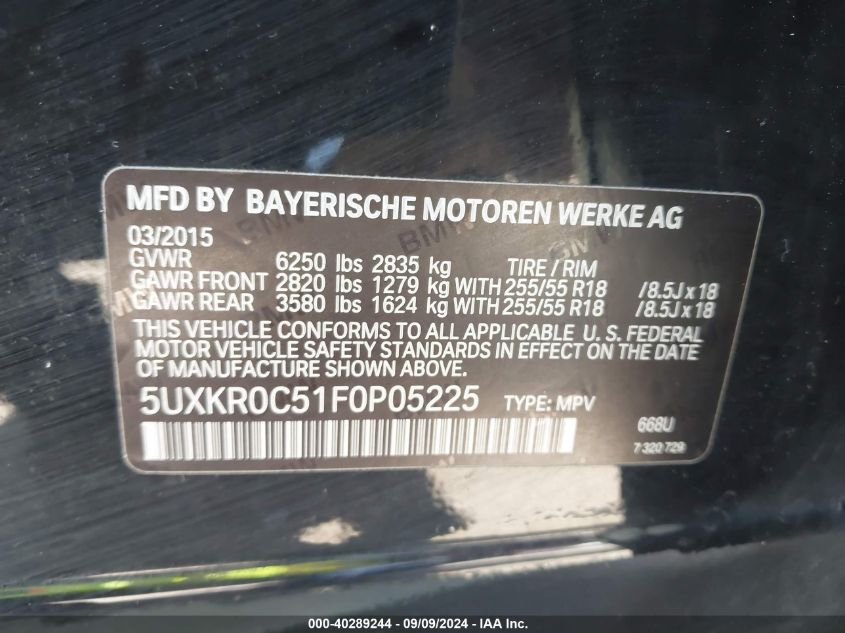 MFD BY BAYERISCHE MOTOREN WERKE AG
03/2015
GVWR 6250 lbs 2835 kg TIRE / RIM
GAWR FRONT 2820 lbs 1279 kg WITH 255/55 R18 /8.5J x 18
GAWR REAR 3580 lbs 1624 kg WITH 255/55 R18 /8.5J x 18
THIS VEHICLE CONFORMS TO ALL APPLICABLE U. S. FEDERAL
MOTOR VEHICLE SAFETY STANDARDS IN EFFECT ON THE DATE
OF MANUFACTURE SHOWN ABOVE.
5UXKR0C51F0P05225 TYPE: MPV 668U
7 320 729
000-40289244 - 09/09/2024 - IAA Inc.